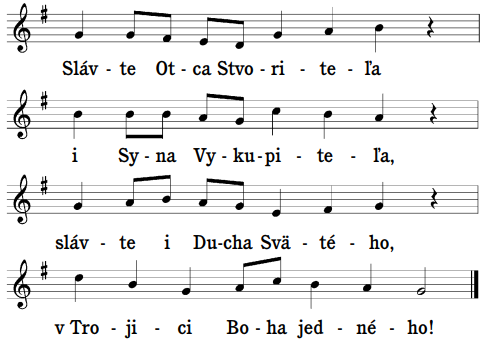 Sláv - te Ot - ca Stvo - ri - te - ľa
i Sy - na Vy - ku - pi - te - ľa,
sláv - te i Du - cha Svä - té - ho,
v Tro - ji - ci Bo - ha jed - né - ho!